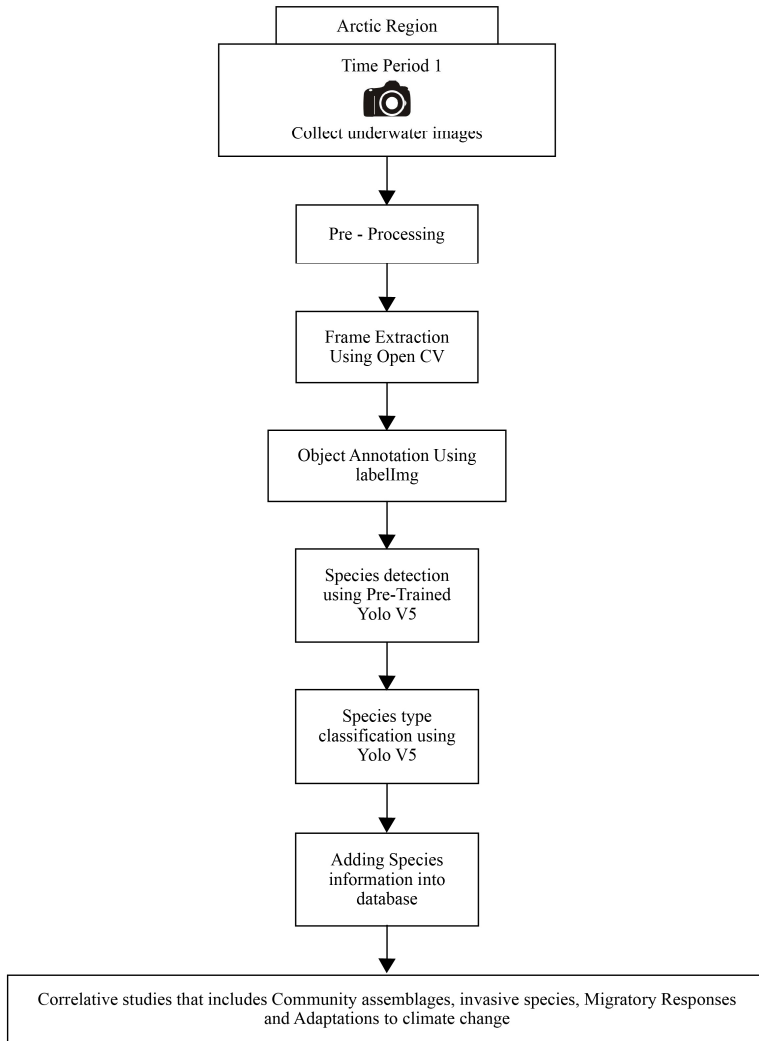 Arctic Region
Time Period 1
Collect underwater images
Pre - Processing
Frame Extraction
Using Open CV
Object Annotation Using
labelImg
Species detection
using Pre-Trained
Yolo V5
Species type
classification using
Yolo V5
Adding Species
information into
database
Correlative studies that includes Community assemblages, invasive species, Migratory Responses
and Adaptations to climate change